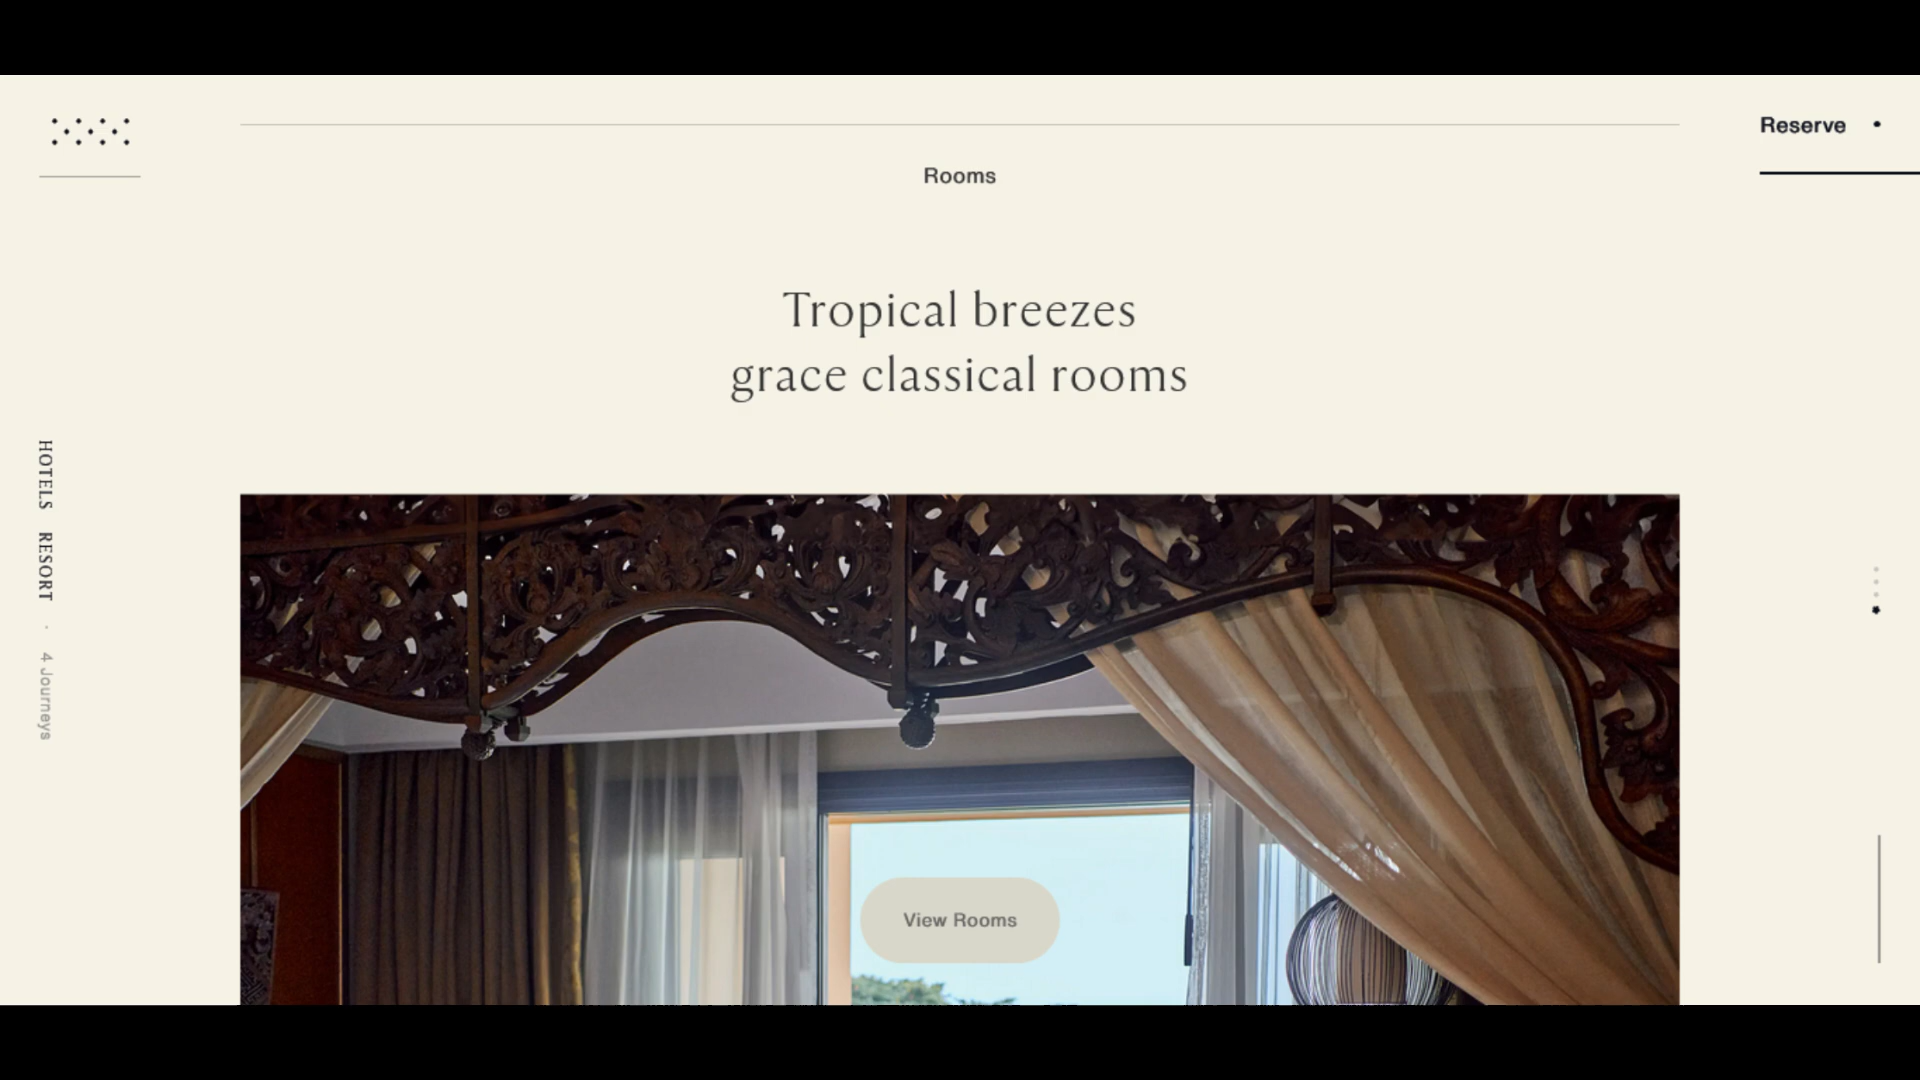 Reserve
Rooms
Tropical breezes
grace classical rooms
HOTELS RESORT · 4 Journeys
View Rooms